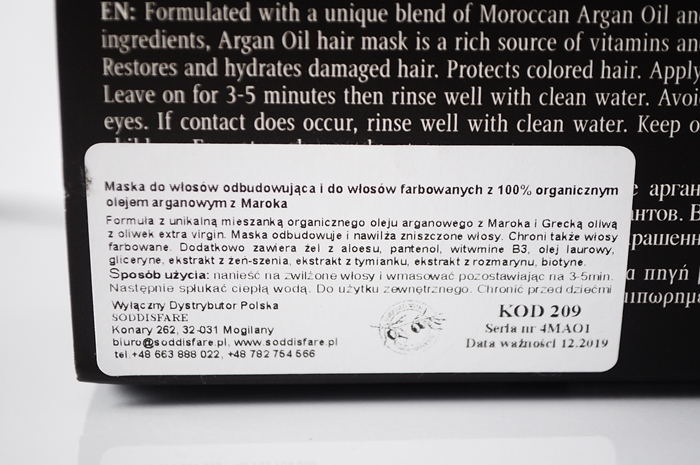 EN: Formulated with a unique blend of Moroccan Argan Oil
ingredients, Argan Oil hair mask is a rich source of vitamins
Restores and hydrates damaged hair. Protects colored hair. Apply
Leave on for 3-5 minutes then rinse well with clean water.
eyes. If contact does occur, rinse well with clean water. Keep
Maska do włosów odbudowująca i do włosów farbowanych z 100% organicznym
olejem arganowym z Maroka
Formuła z unikalną mieszanką organicznego oleju arganowego z Maroka i Grecką oliwą
z oliwek extra virgin. Maska odbudowuje i nawilża zniszczone włosy. Chroni także włosy
farbowane. Dodatkowo zawiera żel z aloesu, pantenol, witwmine B3, olej laurowy,
gliceryne, ekstrakt z żeń-szenia, ekstrakt z tymianku, ekstrakt z rozmarynu, biotyne.
Sposób użycia: nanieść na zwilżone włosy i wmasować pozostawiając na 3-5min.
Następnie spłukać ciepłą wodą. Do użytku zewnętrznego. Chronić przed dziećmi
Wyłączny Dystrybutor Polska
SODDISFARE
Konary 262, 32-031 Mogilany
biuro@soddisfare.pl, www.soddisfare.pl
tel.+48 663 888 022, +48 782 754 566
KOD 209
Seria nr 4MAO1
Data ważności 12.2019